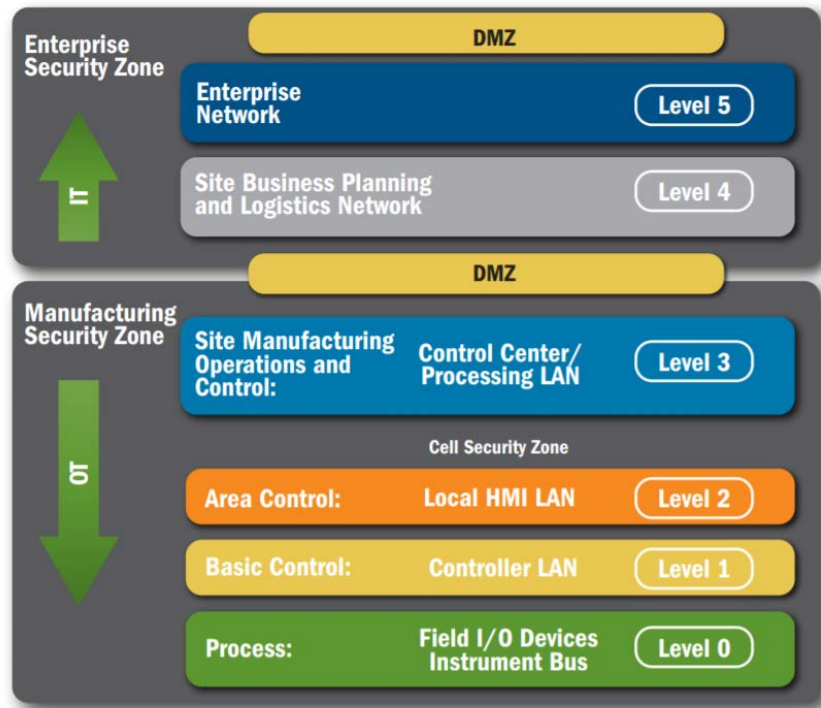 Enterprise
Security Zone
DMZ
Enterprise
Network
Level 5
IT
Site Business Planning
and Logistics Network
Level 4
DMZ
Manufacturing
Security Zone
Site Manufacturing
Operations and
Control:
Control Center/
Processing LAN
Level 3
OT
Cell Security Zone
Area Control:
Local HMI LAN
Level 2
Basic Control:
Controller LAN
Level 1
Process:
Field I/O Devices
Instrument Bus
Level 0